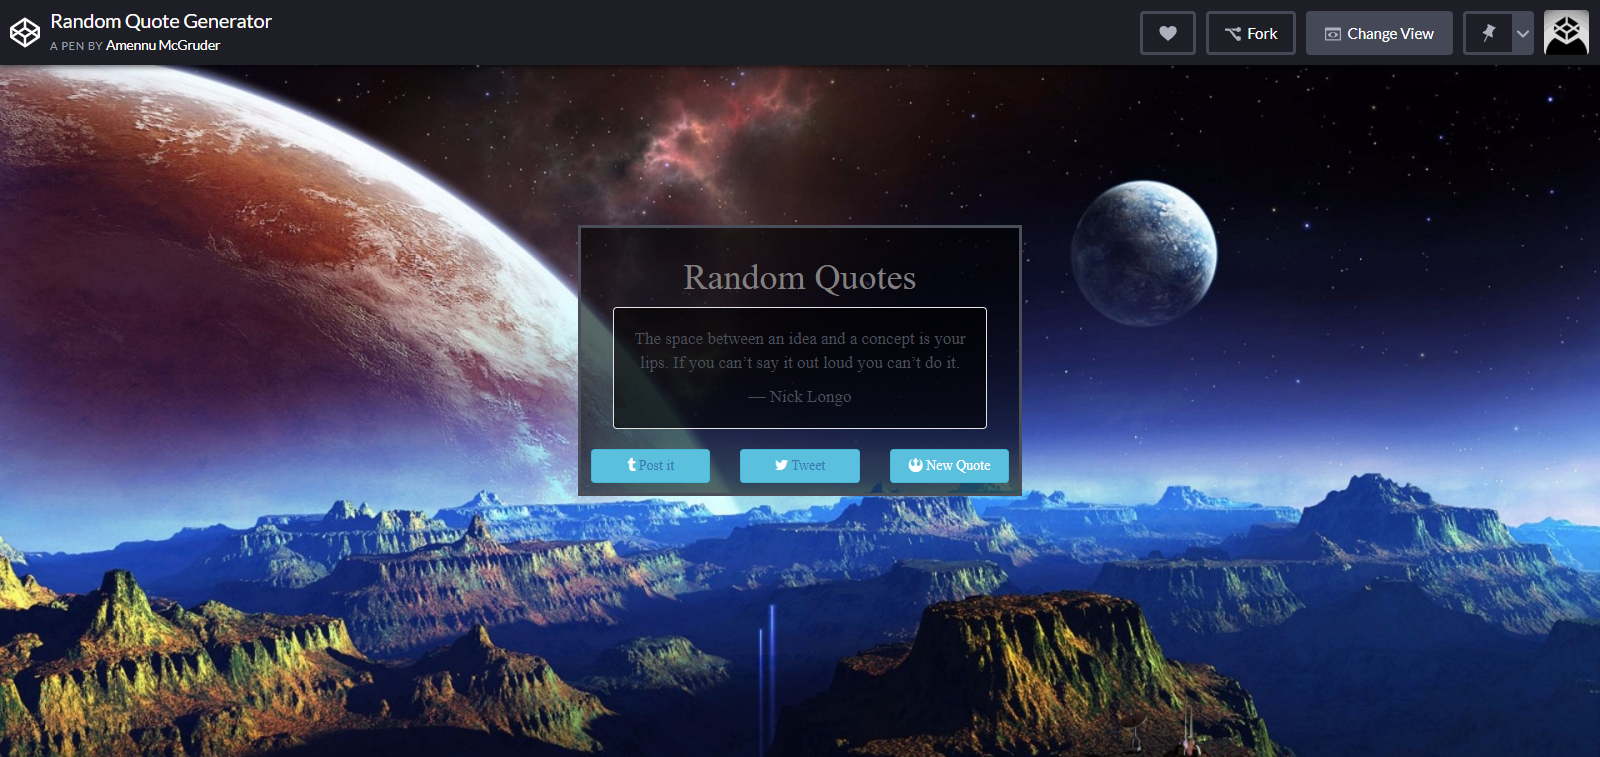 Random Quote Generator
A PEN BY Amennu McGruder
Fork
Change View
Random Quotes
The space between an idea and a concept is your
lips. If you can’t say it out loud you can’t do it.
— Nick Longo
Post it
Tweet
New Quote